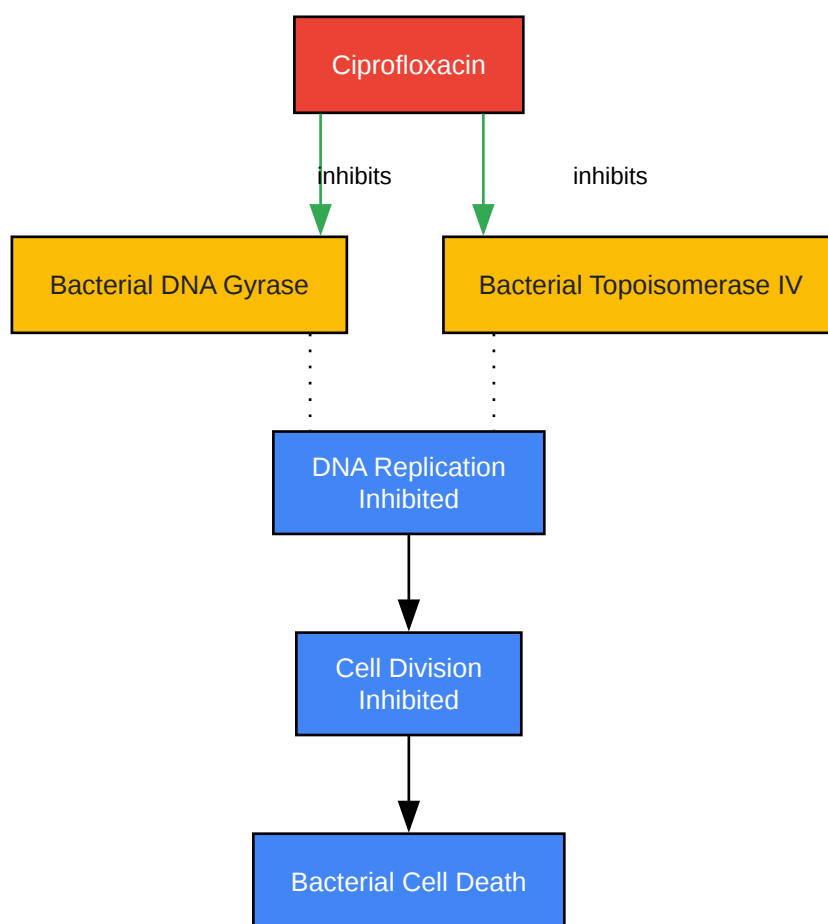 Ciprofloxacin
inhibits
inhibits
Bacterial DNA Gyrase
Bacterial Topoisomerase IV
DNA Replication
Inhibited
Cell Division
Inhibited
Bacterial Cell Death